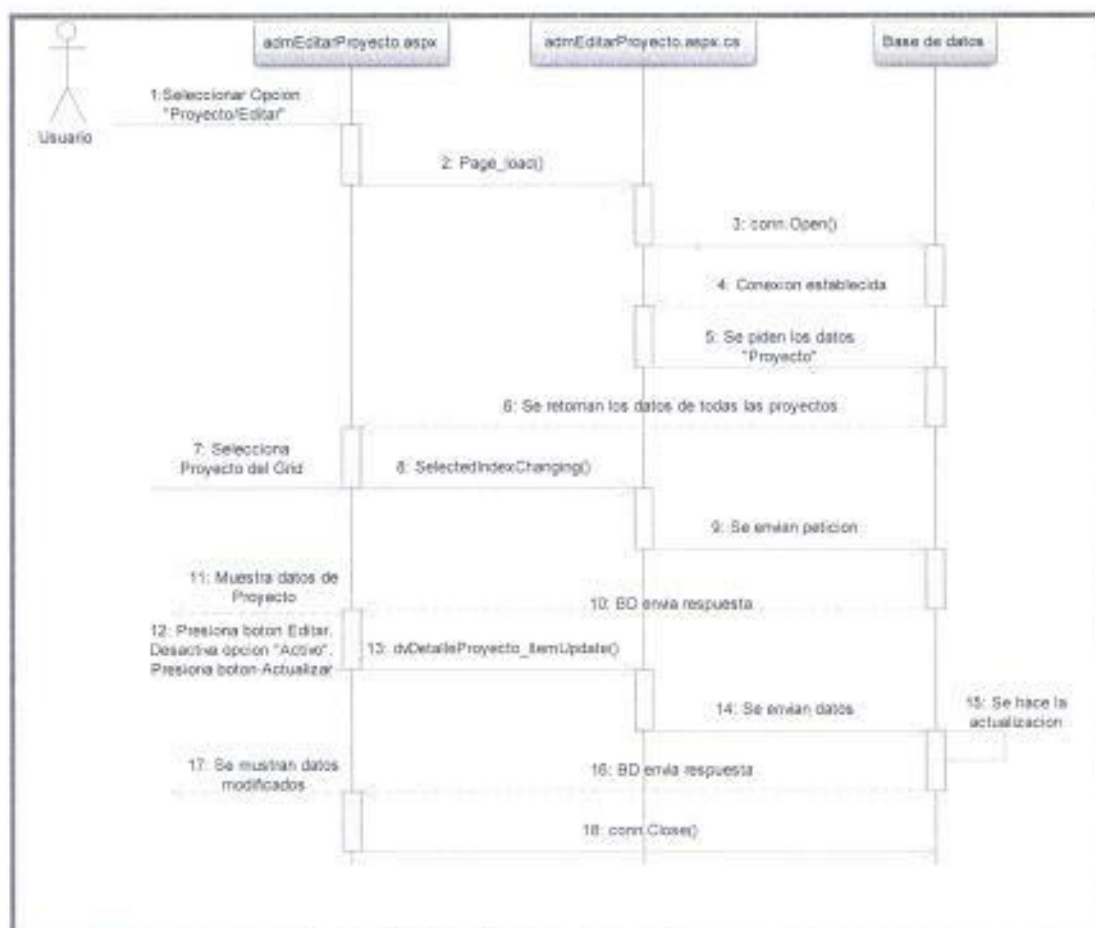 admEditarProyecto.aspx
admEditarProyecto.aspx.cs
Base de datos
Usuario
1:Seleccionar Opcion
"Proyecto/Editar"
2: Page_load()
3: conn.Open()
4: Conexion establecida
5: Se piden los datos
"Proyecto"
6: Se retornan los datos de todas las proyectos
7: Selecciona
Proyecto del Grid
8: SelectedIndexChanging()
9: Se envian peticion
10: BD envia respuesta
11: Muestra datos de
Proyecto
12: Presiona boton Editar.
Desactiva opcion "Activo".
Presiona boton Actualizar
13: dvDetalleProyecto_ItemUpdate()
14: Se envian datos
15: Se hace la
actualizacion
16: BD envia respuesta
17: Se mustran datos
modificados
18: conn.Close()